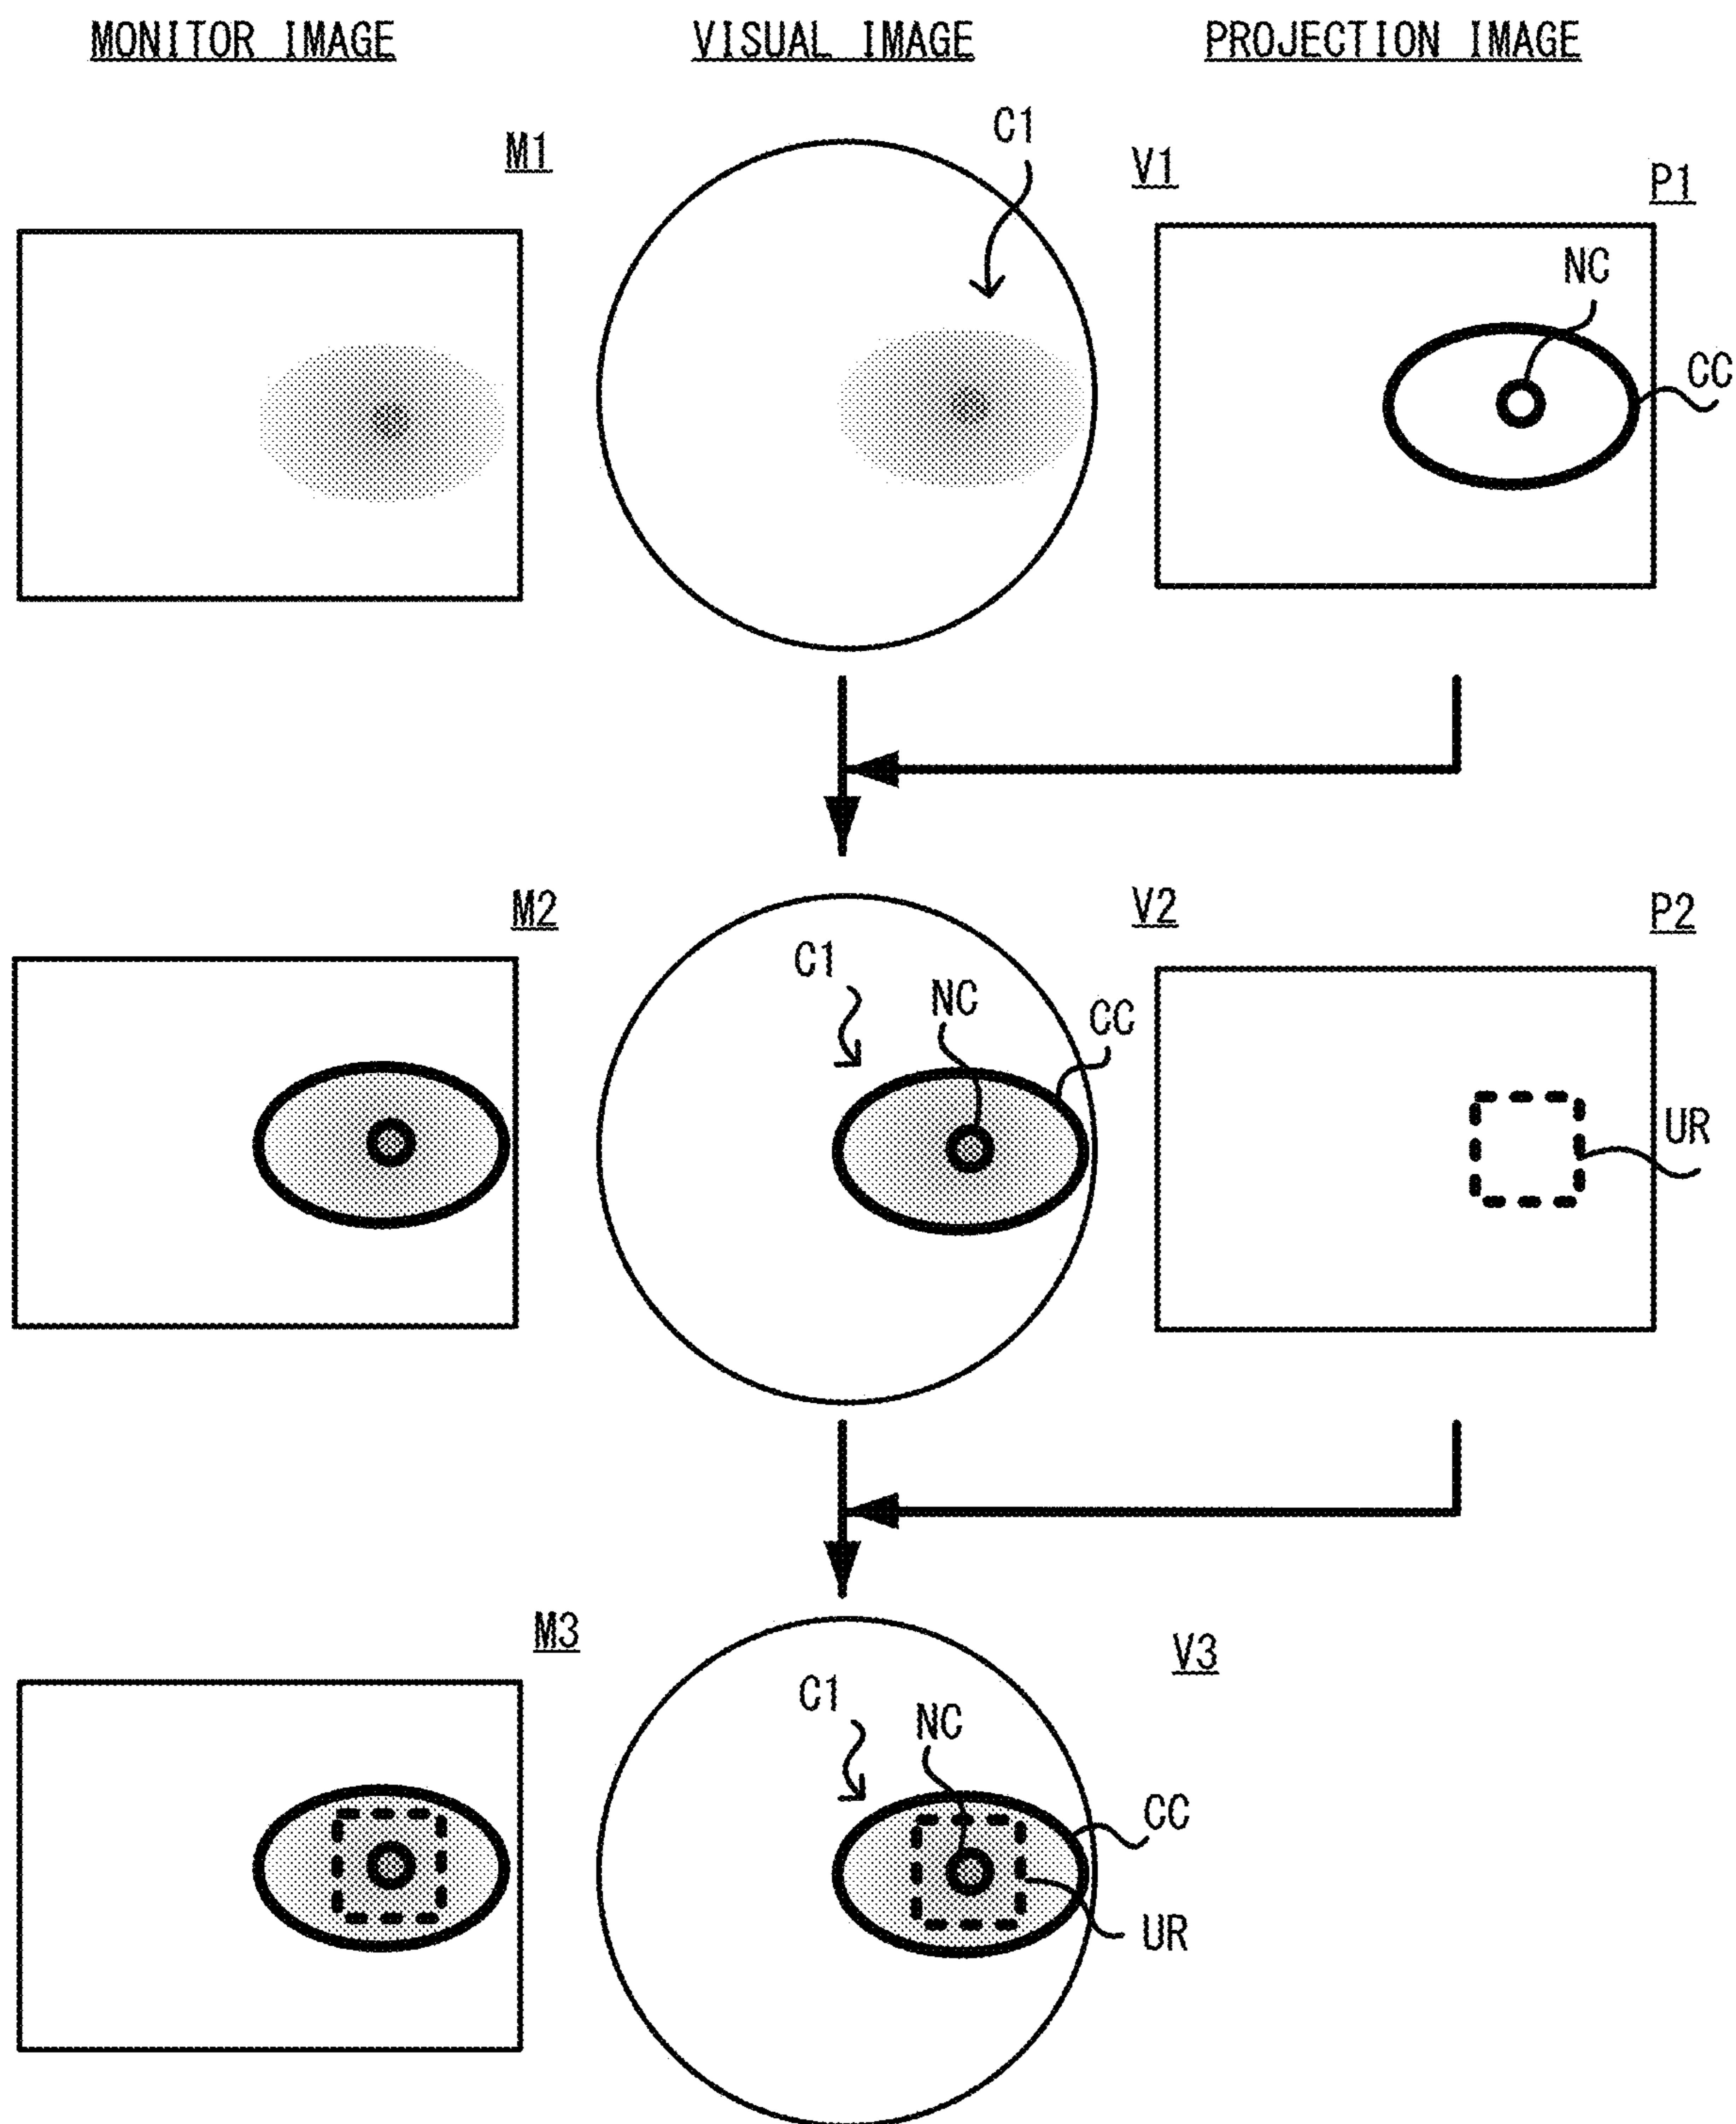 MONITOR IMAGE
VISUAL IMAGE
PROJECTION IMAGE
M1
C1
V1
P1
NC
CC
M2
V2
P2
C1
NC
CC
UR
M3
V3
C1
NC
CC
UR